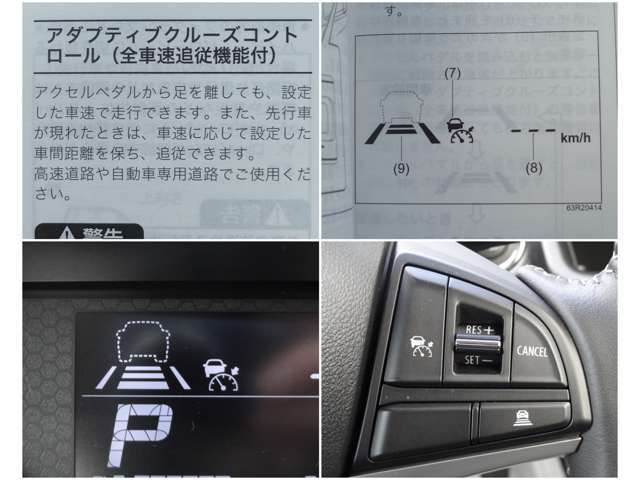 アダプティブクルーズコント
ロール（全車速追従機能付）
アクセルペダルから足を離しても、設定
した車速で走行できます。また、先行車
が現れたときは、車速に応じて設定した
車間距離を保ち、追従できます。
高速道路や自動車専用道路でご使用くだ
さい。
警告
す。
(7)
(9)
(8)
km/h
63R20414
P
RES +
SET −
CANCEL